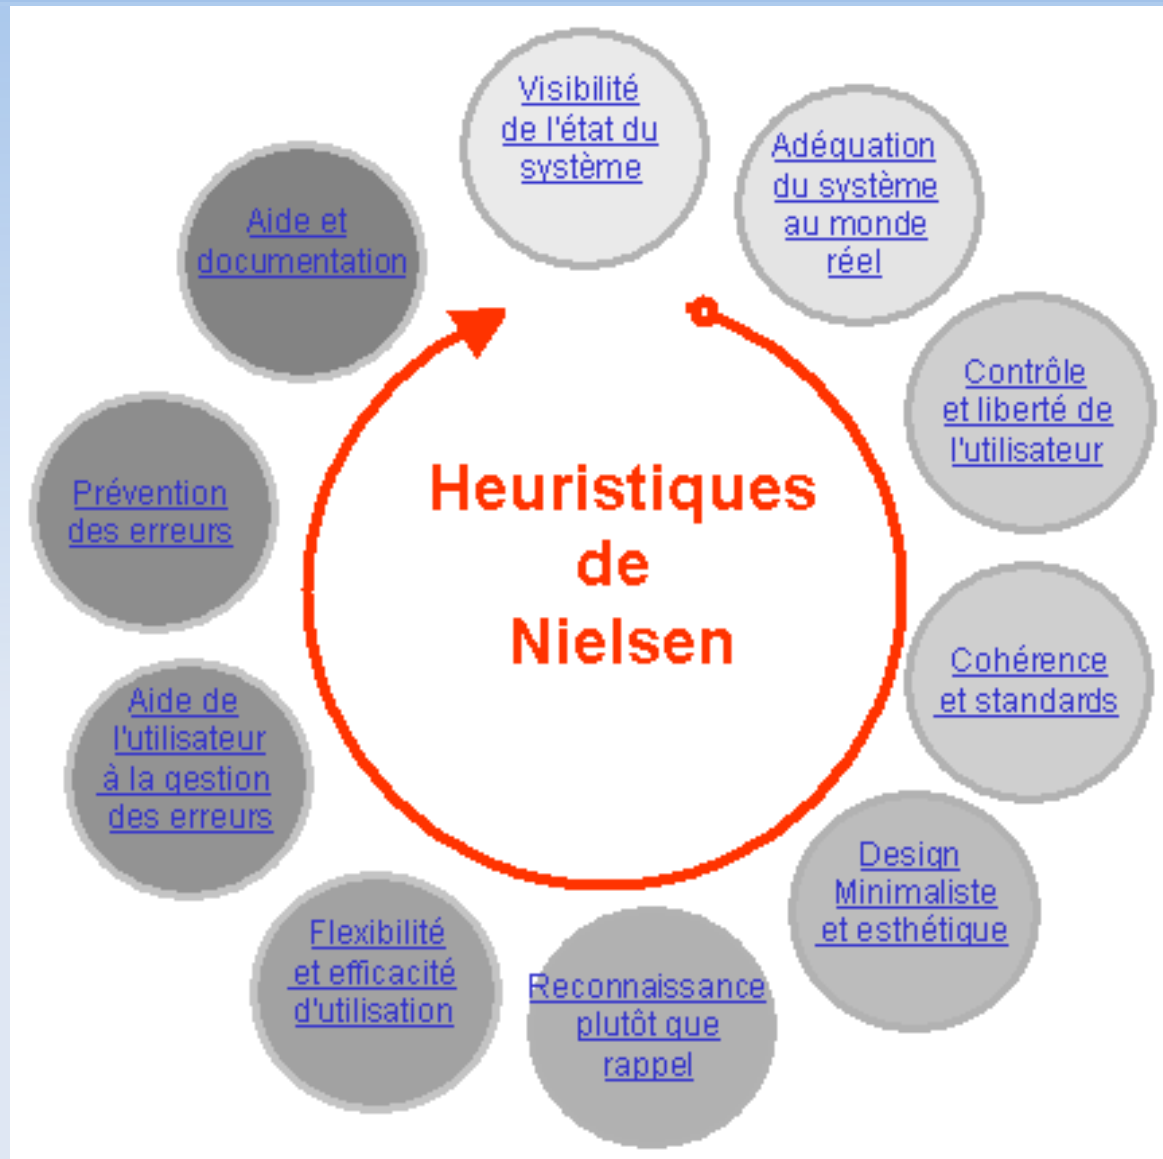 Visibilité
de l'état du
système
Adéquation
du système
au monde
réel
Contrôle
et liberté de
l'utilisateur
Cohérence
et standards
Design
Minimaliste
et esthétique
Reconnaissance
plutôt que
rappel
Flexibilité
et efficacité
d'utilisation
Aide de
l'utilisateur
à la gestion
des erreurs
Prévention
des erreurs
Aide et
documentation
Heuristiques
de
Nielsen